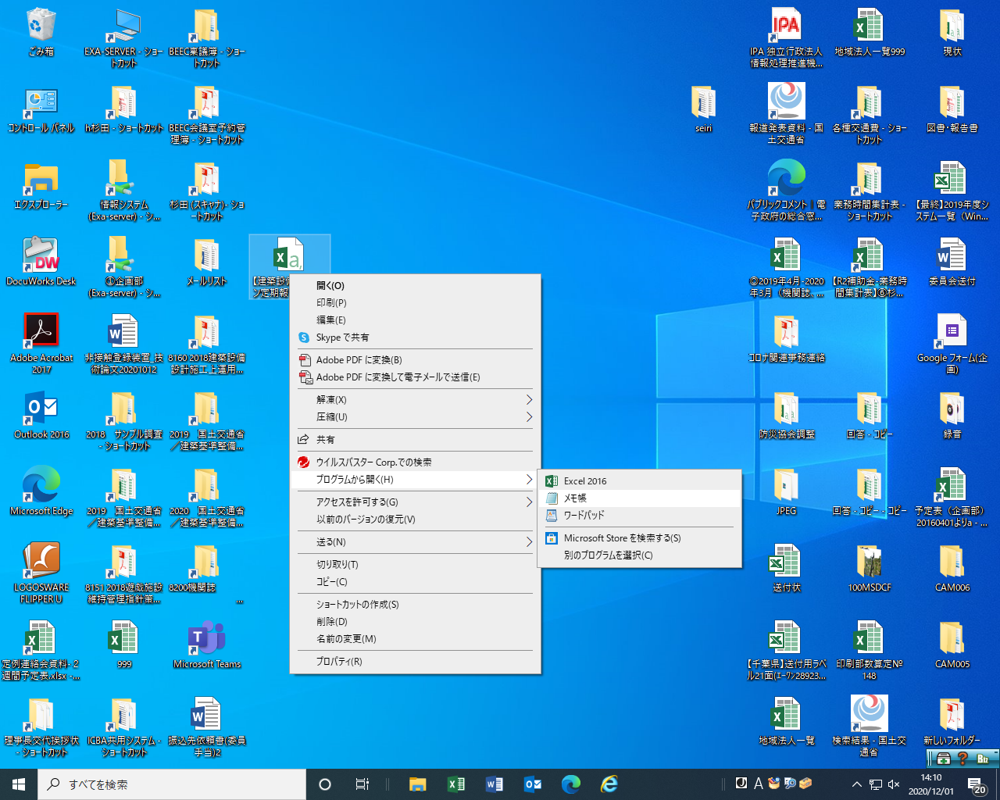 ごみ箱
EXA-SERVER - ショー
トカット
BEEC稟議簿 - ショー
トカット
IPA 独立行政法人
情報処理推進機...
地域法人一覧999
現状
コントロール パネル
h杉田 - ショートカット
BEEC会議室予約管
理簿 - ショートカット
seiri
報道発表資料 - 国
土交通省
各種交通費 - ショー
トカット
図書・報告書
エクスプローラー
情報システム
(Exa-server) - シ...
杉田 (スキャナ)- ショ
ートカット
パブリックコメント｜電
子政府の総合窓...
業務時間集計表 -
ショートカット
【最終】2019年度シ
ステム一覧（Win...
DocuWorks Desk
①企画部
(Exa-server) - シ...
メールリスト
【建築設
ン定期報
◎2019年4月-2020
年3月（機関誌、...
【R2補助金-業務時
間集計表】⑧杉...
委員会送付
Adobe Acrobat
2017
非接触登録装置_技
術論文20201012
8160 2018建築設備
設計施工上運用...
コロナ関連事務連絡
Google フォーム(企
画)
Outlook 2016
2018　サンプル調査
- ショートカット
2019　国土交通省
／建築基準整備...
防災協会調整
回答 - コピー
録音
Microsoft Edge
2019　国土交通省
／建築基準整備...
2020　国土交通省
／建築基準整備...
JPEG
回答 - コピー - コピー
予定表（企画部）
20160401よりa - ...
LOGOSWARE
FLIPPER U
8151 2018遊戯施設
維持管理指針策...
8200機関誌
...
送付状
100MSDCF
CAM006
定例連絡会資料- 2
週間予定表.xlsx -...
999
Microsoft Teams
【千葉県】送付用ラベ
ル21面(ｴｰﾜﾝ28923...
印刷部数算定№
148
CAM005
理事長交代挨拶状
- ショートカット
ICBA共用システム -
ショートカット
振込先依頼書(委員
手当)2
地域法人一覧
検索結果 - 国土交
通省
新しいフォルダー
開く(O)
印刷(P)
編集(E)
Skype で共有
Adobe PDF に変換(B)
Adobe PDF に変換して電子メールで送信(E)
解凍(X)
圧縮(U)
共有
ウイルスバスター Corp.での検索
プログラムから開く(H)
アクセスを許可する(G)
以前のバージョンの復元(V)
送る(N)
切り取り(T)
コピー(C)
ショートカットの作成(S)
削除(D)
名前の変更(M)
プロパティ(R)
Excel 2016
メモ帳
ワードパッド
Microsoft Store を検索する(S)
別のプログラムを選択(C)
すべてを検索
A
14:10
2020/12/01
20